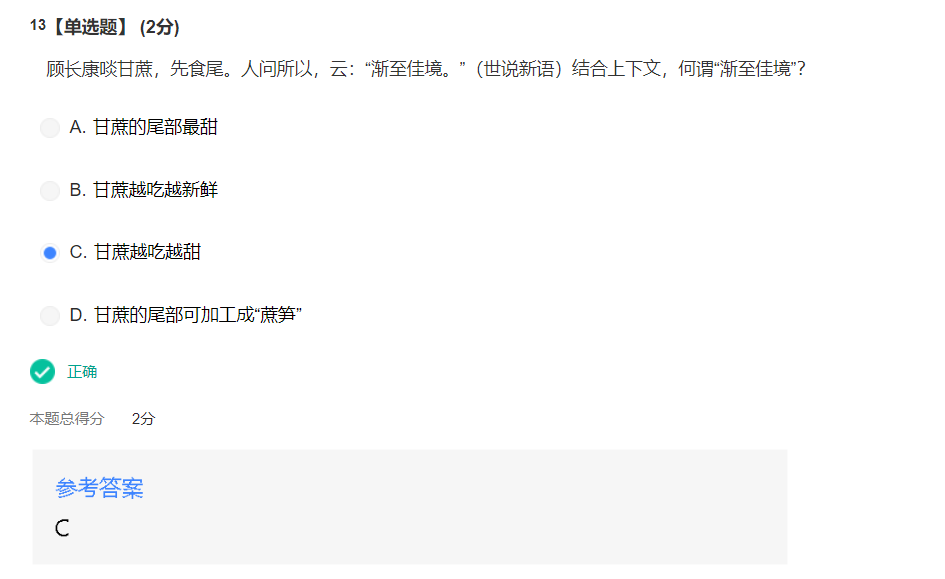 13【单选题】 (2分)
顾长康啖甘蔗，先食尾。人问所以，云：“渐至佳境。”（世说新语）结合上下文，何谓“渐至佳境”？
A. 甘蔗的尾部最甜
B. 甘蔗越吃越新鲜
C. 甘蔗越吃越甜
D. 甘蔗的尾部可加工成“蔗笋”
正确
本题总得分 2分
参考答案
C